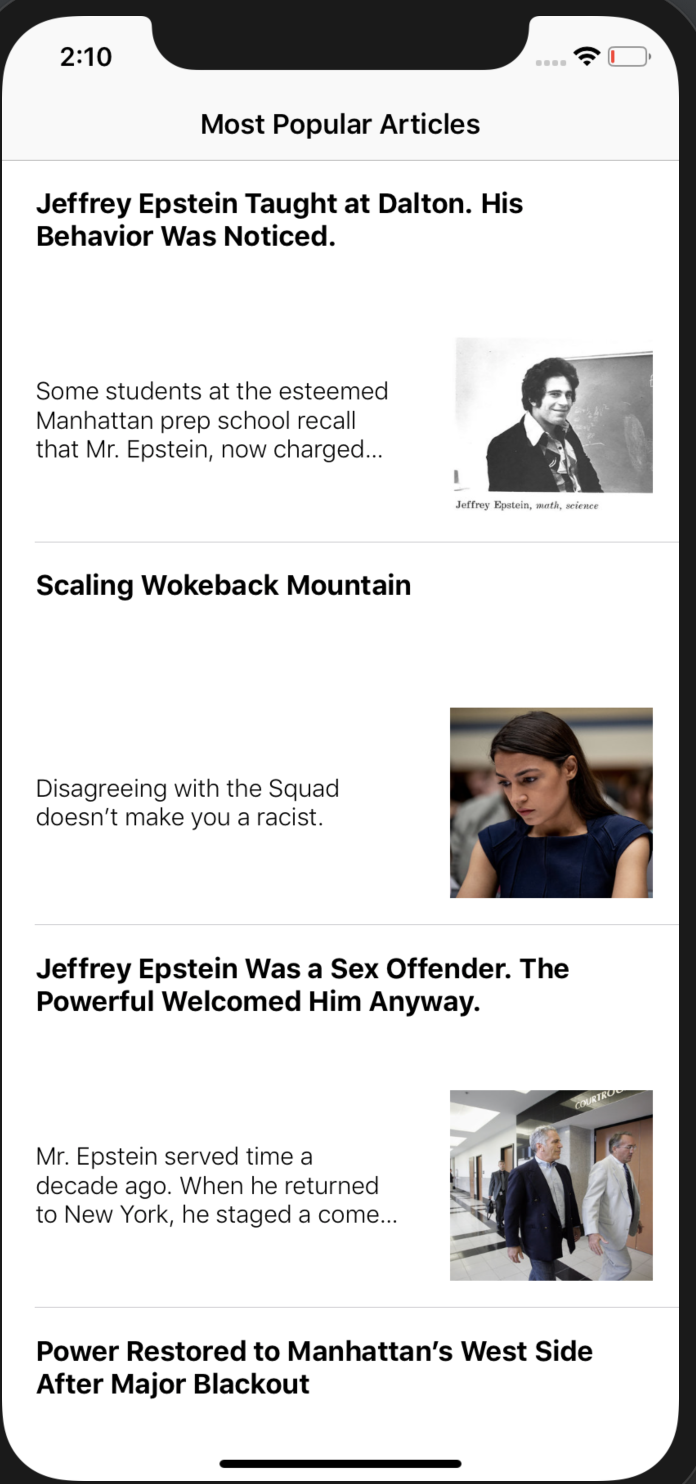 2:10
Most Popular Articles
Jeffrey Epstein Taught at Dalton. His
Behavior Was Noticed.
Some students at the esteemed
Manhattan prep school recall
that Mr. Epstein, now charged...
Jeffrey Epstein, math, science
Scaling Wokeback Mountain
Disagreeing with the Squad
doesn’t make you a racist.
Jeffrey Epstein Was a Sex Offender. The
Powerful Welcomed Him Anyway.
COURTROO
Mr. Epstein served time a
decade ago. When he returned
to New York, he staged a come...
Power Restored to Manhattan’s West Side
After Major Blackout